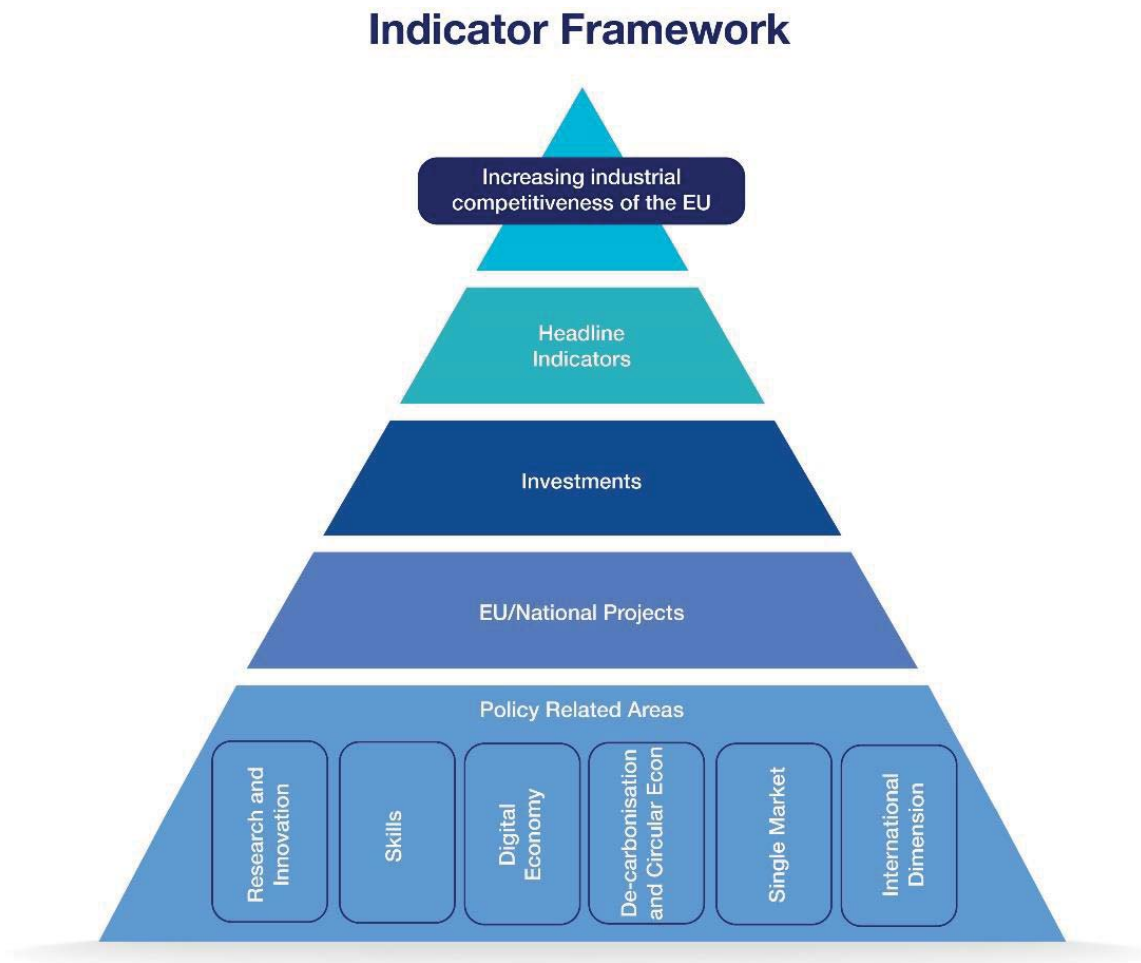 Indicator Framework
Increasing industrial
competitiveness of the EU
Headline
Indicators
Investments
EU/National Projects
Policy Related Areas
Research and
Innovation
Skills
Digital
Economy
De-carbonisation
and Circular Econ
Single Market
International
Dimension